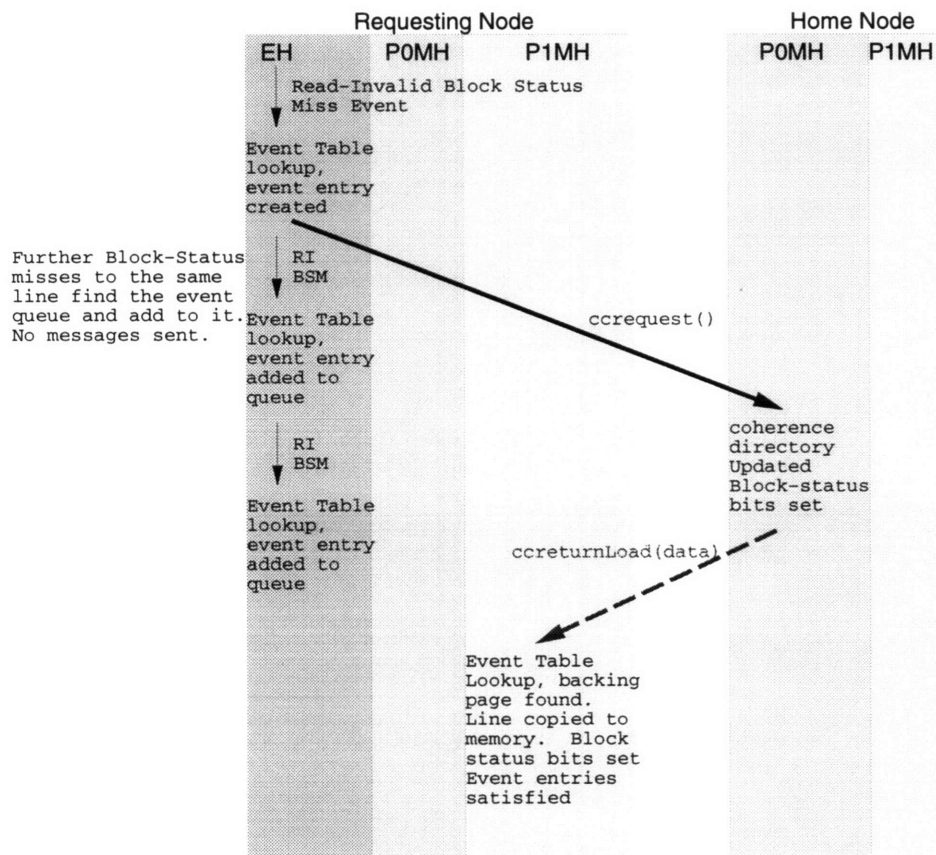 Requesting Node
Home Node
EH
P0MH
P1MH
P0MH
P1MH
Read-Invalid Block Status
Miss Event
Event Table
lookup,
event entry
created
Further Block-Status
misses to the same
line find the event
queue and add to it.
No messages sent.
RI
BSM
Event Table
lookup,
event entry
added to
queue
ccrequest()
RI
BSM
Event Table
lookup,
event entry
added to
queue
coherence
directory
Updated
Block-status
bits set
ccreturnLoad(data)
Event Table
Lookup, backing
page found.
Line copied to
memory. Block
status bits set
Event entries
satisfied